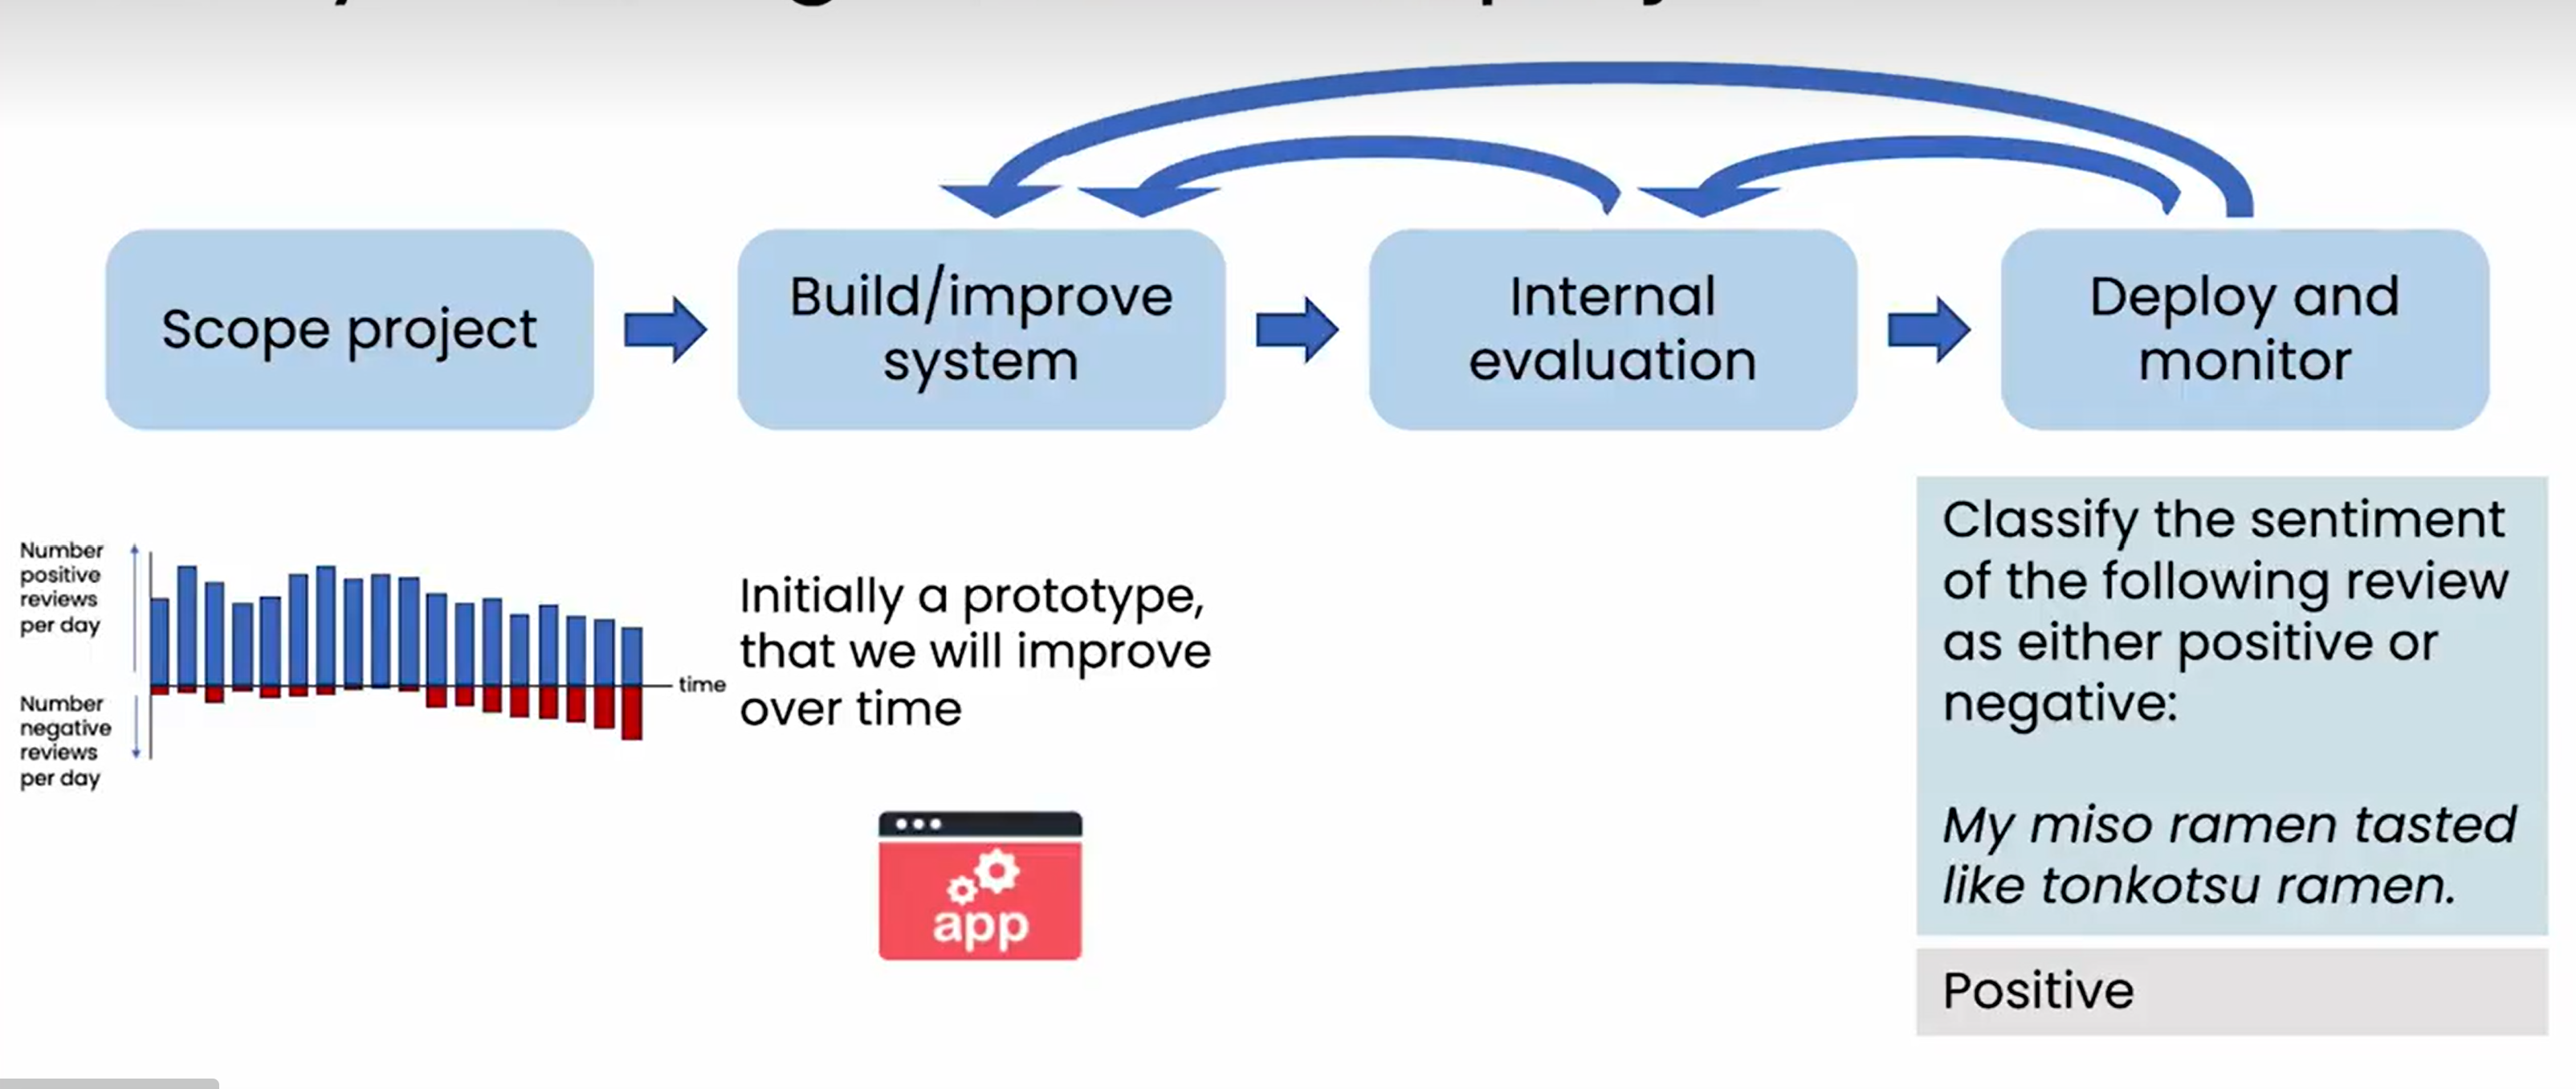 Scope project
Build/improve
system
Internal
evaluation
Deploy and
monitor
Number
positive
reviews
per day
Number
negative
reviews
per day
time
Initially a prototype,
that we will improve
over time
app
Classify the sentiment
of the following review
as either positive or
negative:
My miso ramen tasted
like tonkotsu ramen.
Positive